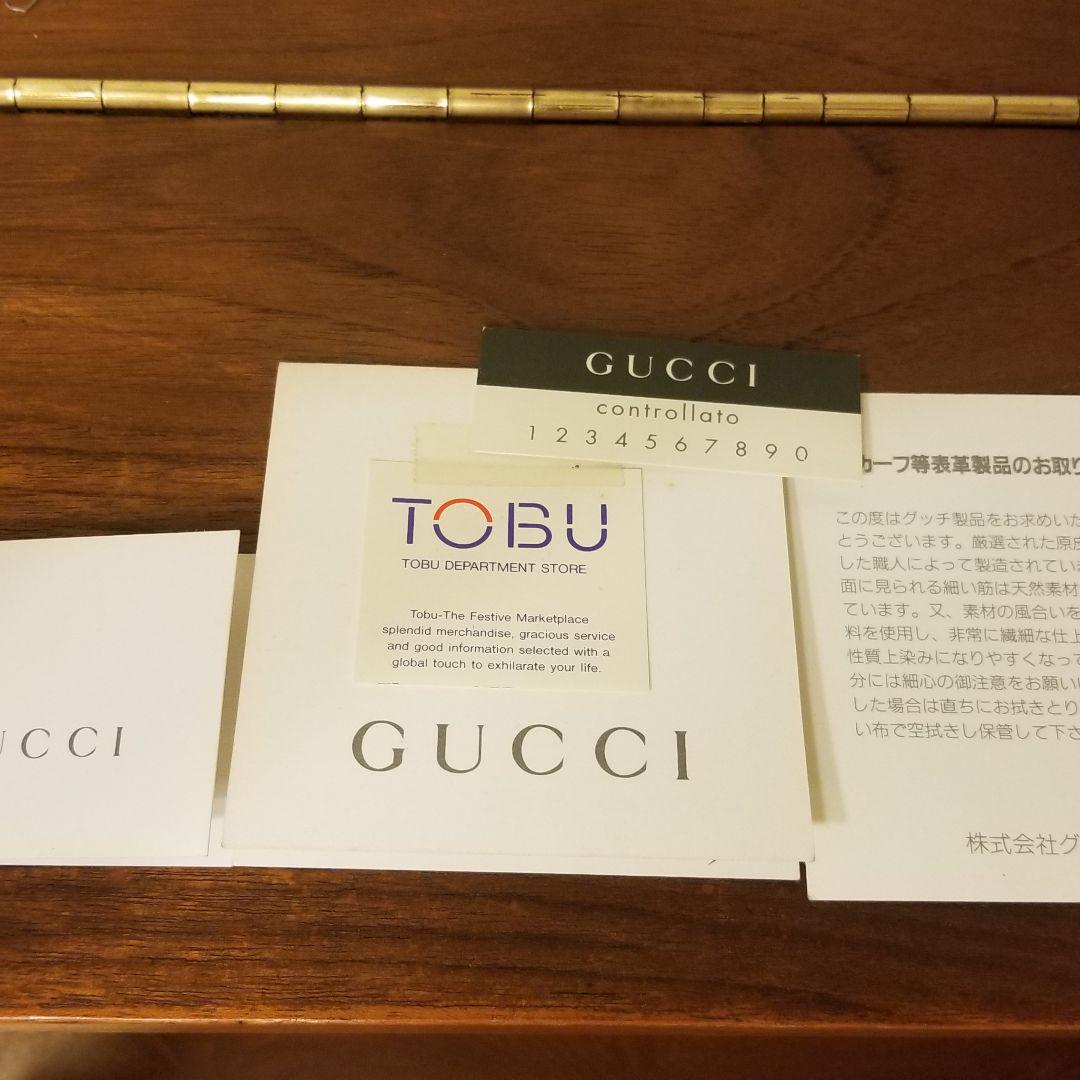 GUCCI
controllato
1 2 3 4 5 6 7 8 9 0
TOBU
TOBU DEPARTMENT STORE
Tobu-The Festive Marketplace
splendid merchandise, gracious service
and good information selected with a
global touch to exhilarate your life.
GUCCI
UCCI
カーフ等表革製品のお取り
この度はグッチ製品をお求めいた
とうございます。厳選された原皮
した職人によって製造されていま
面に見られる細い筋は天然素材
ています。又、素材の風合いを
料を使用し、非常に繊細な仕上
性質上染みになりやすくなって
分には細心の御注意をお願い
した場合は直ちにお拭きとり
い布で空拭きし保管して下さ
株式会社グ